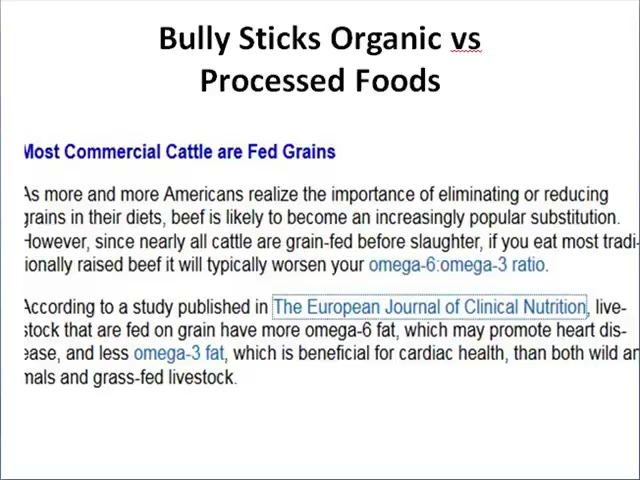 Bully Sticks Organic vs
Processed Foods
Most Commercial Cattle are Fed Grains
As more and more Americans realize the importance of eliminating or reducing
grains in their diets, beef is likely to become an increasingly popular substitution.
However, since nearly all cattle are grain-fed before slaughter, if you eat most tradi-
ionally raised beef it will typically worsen your omega-6:omega-3 ratio.
According to a study published in The European Journal of Clinical Nutrition, live-
stock that are fed on grain have more omega-6 fat, which may promote heart dis-
ease, and less omega-3 fat, which is beneficial for cardiac health, than both wild an
mals and grass-fed livestock.